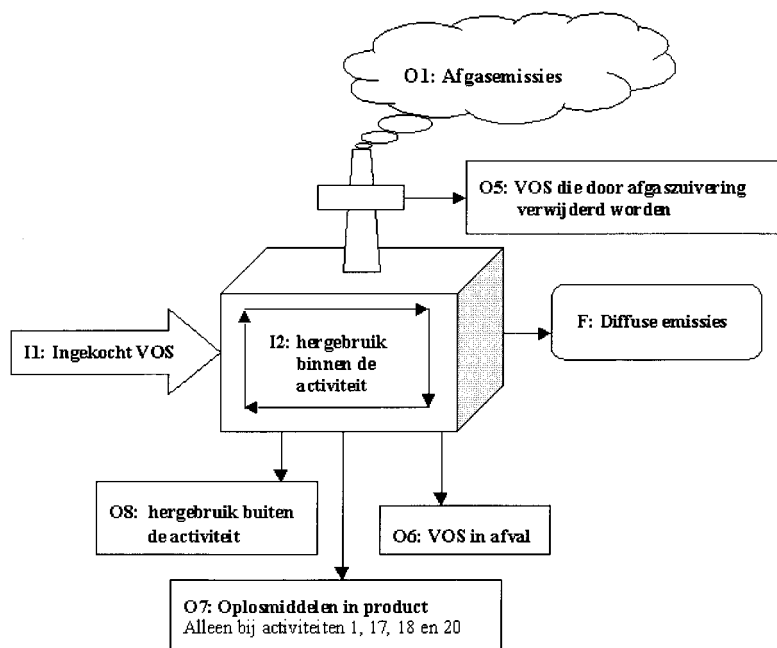 O1: Afgasemissies
O5: VOS die door afgaszuivering
verwijderd worden
I1: Ingekocht VOS
I2: hergebruik
binnen de
activiteit
F: Diffuse emissies
O8: hergebruik buiten
de activiteit
O6: VOS in afval
O7: Oplosmiddelen in product
Alleen bij activiteiten 1, 17, 18 en 20